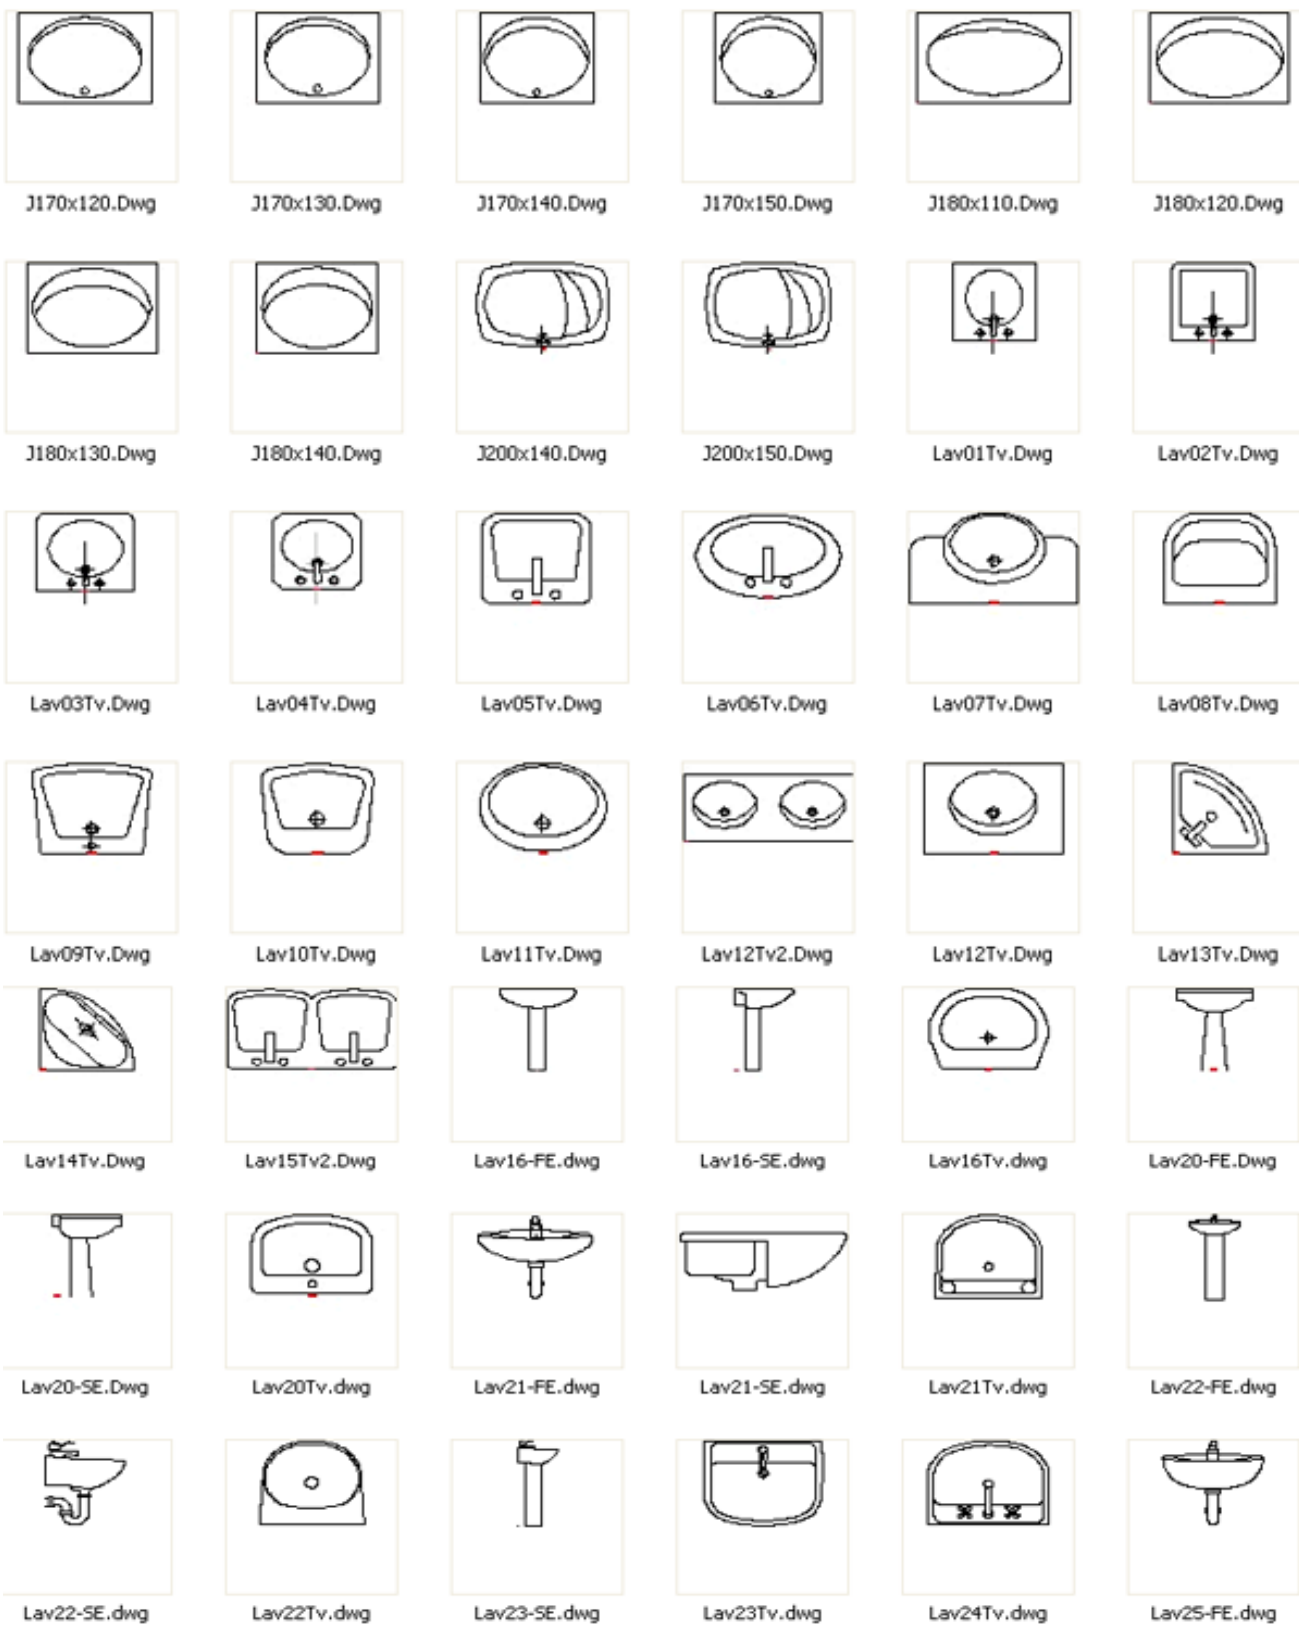 J170x120.Dwg J170x130.Dwg J170x140.Dwg J170x150.Dwg J180x110.Dwg J180x120.Dwg
J180x130.Dwg J180x140.Dwg J200x140.Dwg J200x150.Dwg Lav01Tv.Dwg Lav02Tv.Dwg
Lav03Tv.Dwg Lav04Tv.Dwg Lav05Tv.Dwg Lav06Tv.Dwg Lav07Tv.Dwg Lav08Tv.Dwg
Lav09Tv.Dwg Lav10Tv.Dwg Lav11Tv.Dwg Lav12Tv2.Dwg Lav12Tv.Dwg Lav13Tv.Dwg
Lav14Tv.Dwg Lav15Tv2.Dwg Lav16-FE.dwg Lav16-SE.dwg Lav16Tv.dwg Lav20-FE.Dwg
Lav20-SE.Dwg Lav20Tv.dwg Lav21-FE.dwg Lav21-SE.dwg Lav21Tv.dwg Lav22-FE.dwg
Lav22-SE.dwg Lav22Tv.dwg Lav23-SE.dwg Lav23Tv.dwg Lav24Tv.dwg Lav25-FE.dwg